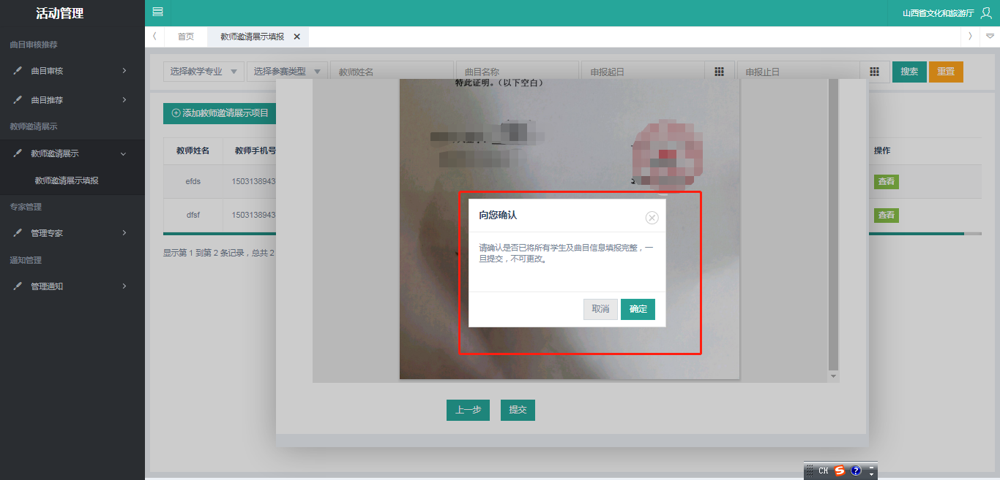 活动管理
山西省文化和旅游厅
首页
教师邀请展示填报
曲目审核推荐
曲目审核
曲目推荐
教师邀请展示
教师邀请展示
教师邀请展示填报
专家管理
管理专家
通知管理
管理通知
选择教学专业
选择参赛类型
教师姓名
曲目名称
申报起日
申报止日
搜索
重置
特此证明。（以下空白）
添加教师邀请展示项目
教师姓名
教师手机号
操作
efds
1503138943
查看
dfsf
1503138943
查看
显示第 1 到第 2 条记录，总共 2
向您确认
请确认是否已将所有学生及曲目信息填报完整，一
旦提交，不可更改。
取消
确定
上一步
提交
CH